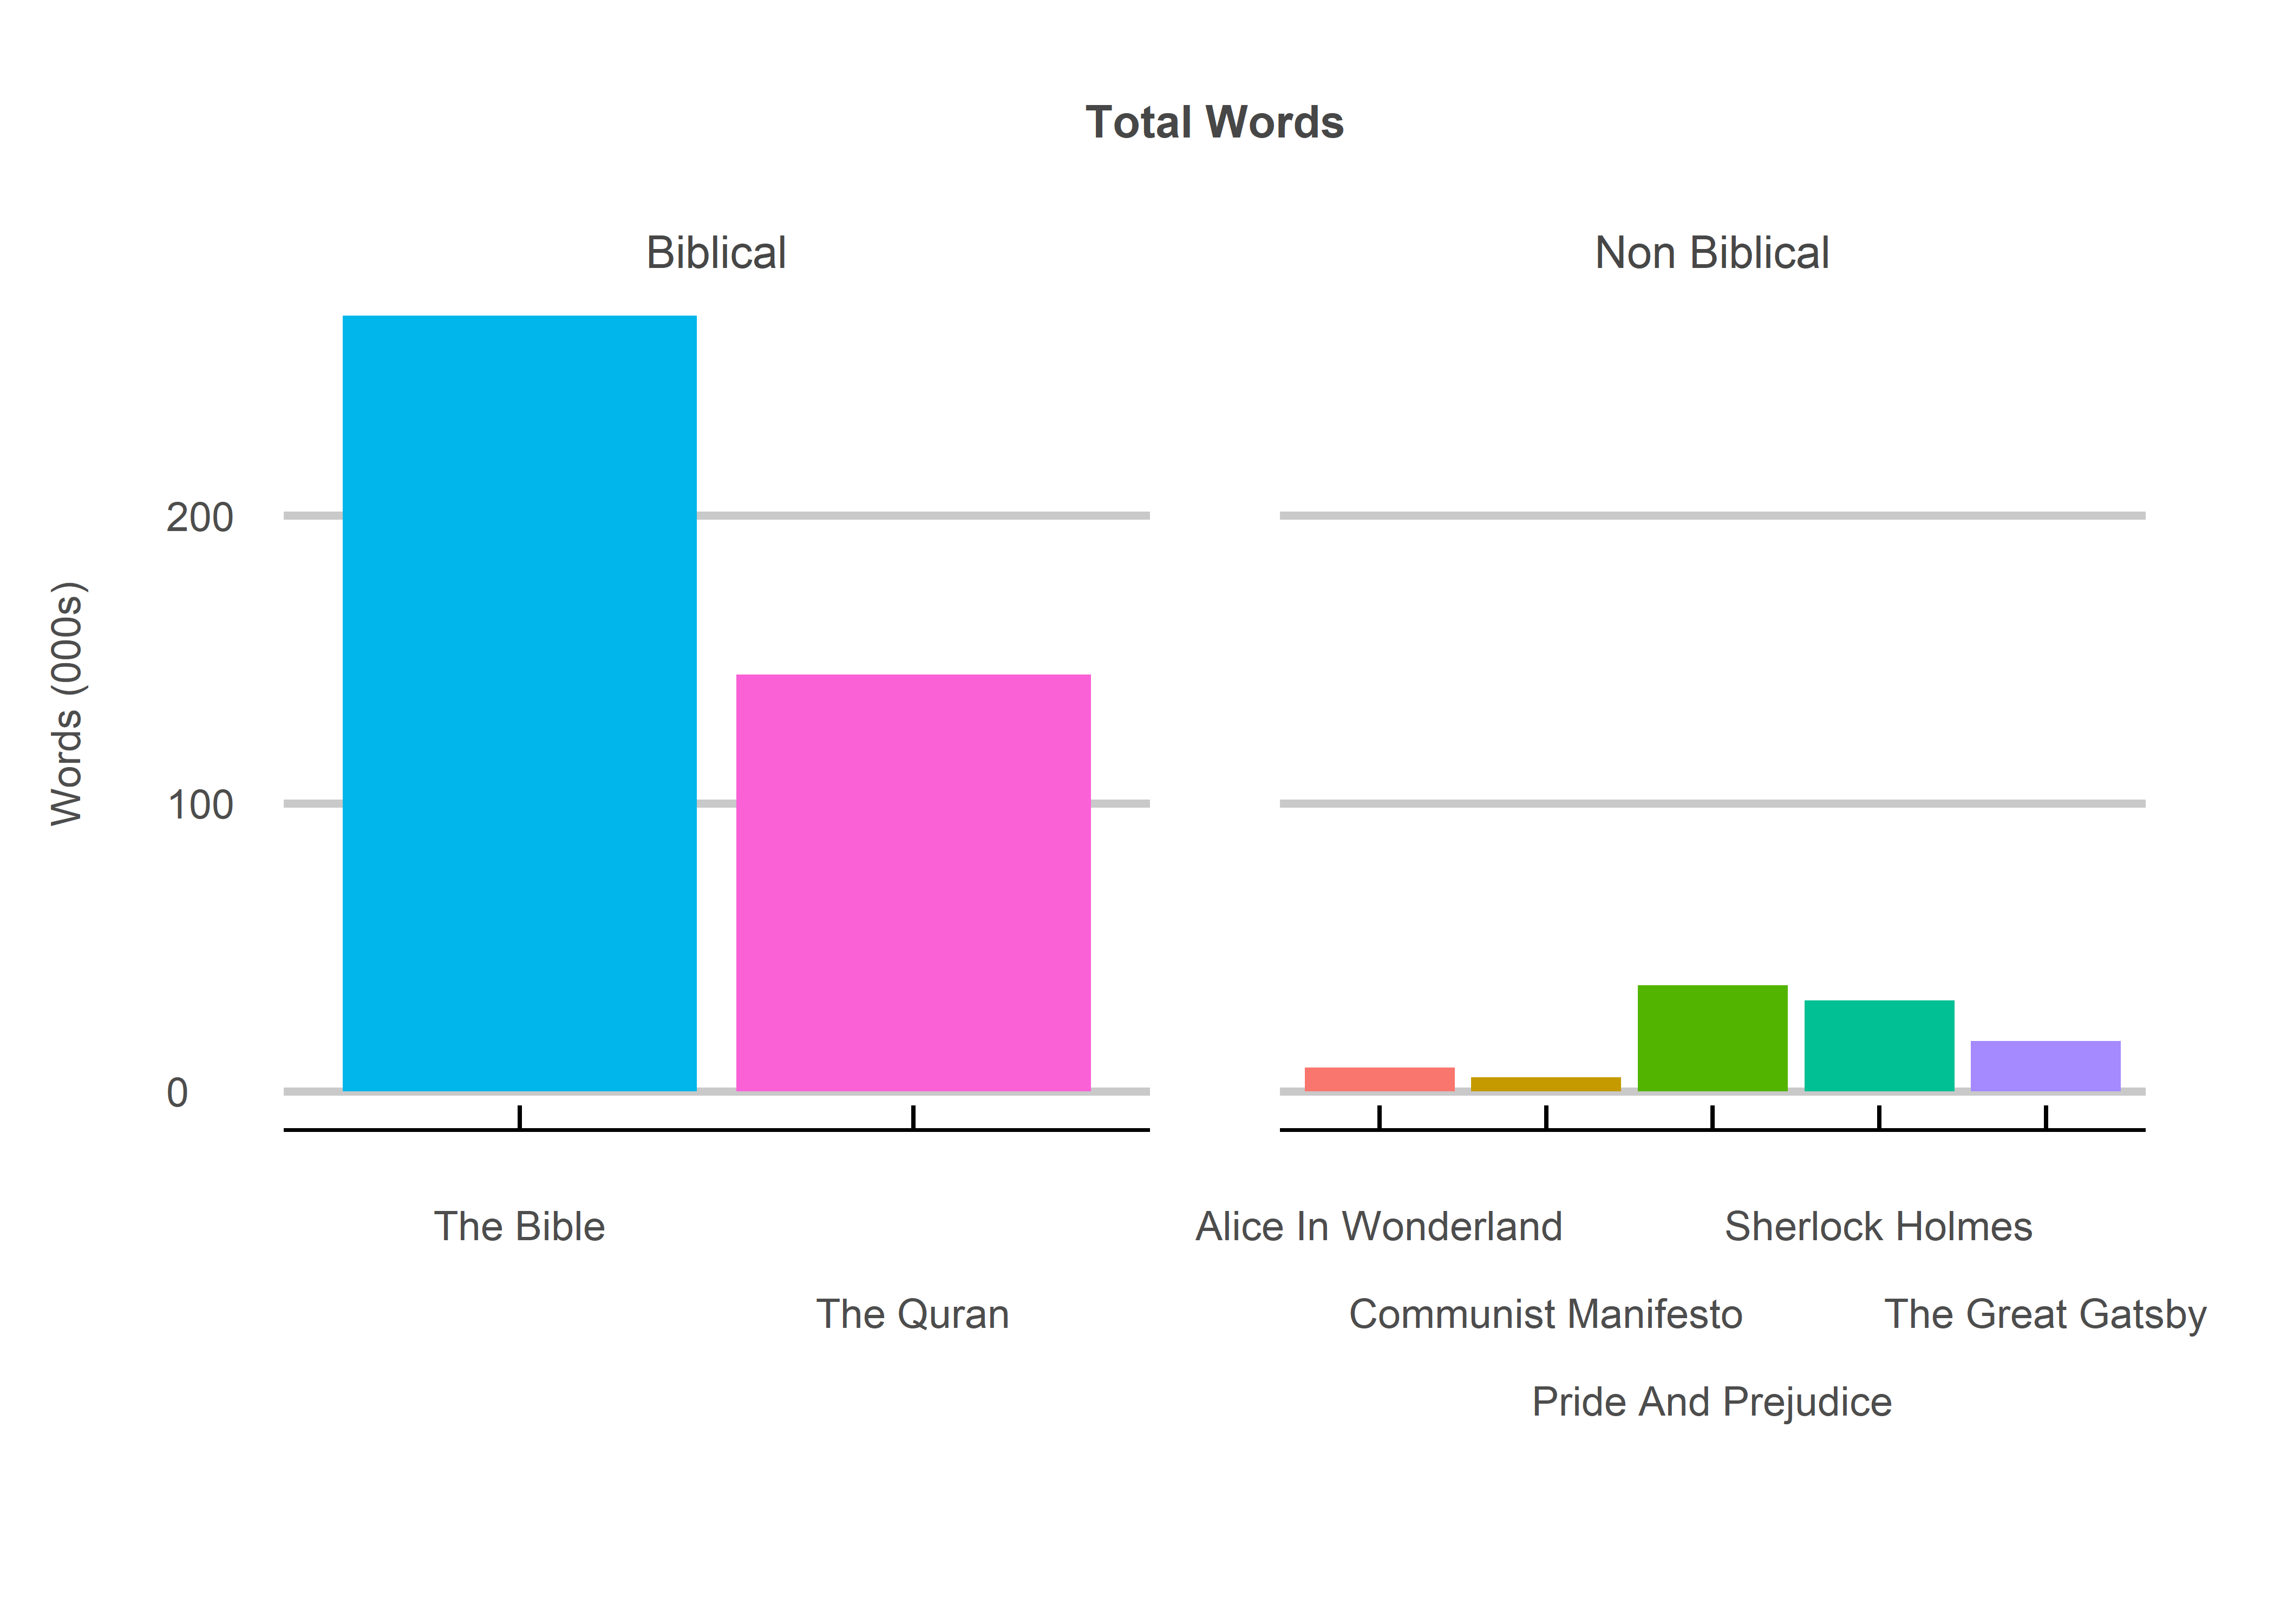 Total Words
Biblical
Non Biblical
Words (000s)
200
100
0
The Bible
The Quran
Alice In Wonderland
Sherlock Holmes
Communist Manifesto
The Great Gatsby
Pride And Prejudice